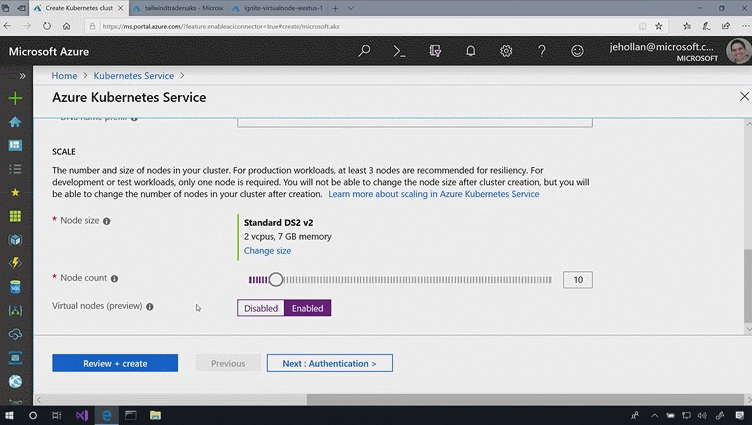 Create Kubernetes clust
tailwindtradersaks - Micros
ignite-virtualnode-westus-1
https://ms.portal.azure.com/?feature.enableaciconnector=true#create/microsoft.aks
Microsoft Azure
jehollan@microsoft.c...
MICROSOFT
Home > Kubernetes Service >
Azure Kubernetes Service
DNS name prefix
SCALE
The number and size of nodes in your cluster. For production workloads, at least 3 nodes are recommended for resiliency. For
development or test workloads, only one node is required. You will not be able to change the node size after cluster creation, but you will
be able to change the number of nodes in your cluster after creation. Learn more about scaling in Azure Kubernetes Service
* Node size
Standard DS2 v2
2 vcpus, 7 GB memory
Change size
* Node count
10
Virtual nodes (preview)
Disabled Enabled
Review + create
Previous
Next : Authentication >